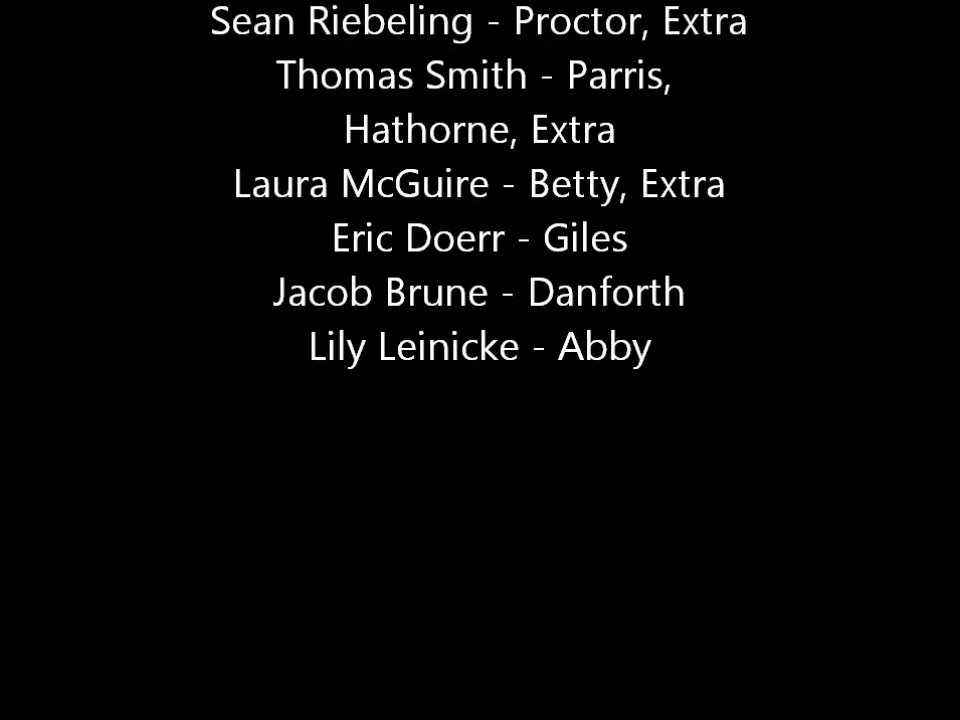 Sean Riebeling - Proctor, Extra
Thomas Smith - Parris,
Hathorne, Extra
Laura McGuire - Betty, Extra
Eric Doerr - Giles
Jacob Brune - Danforth
Lily Leinicke - Abby